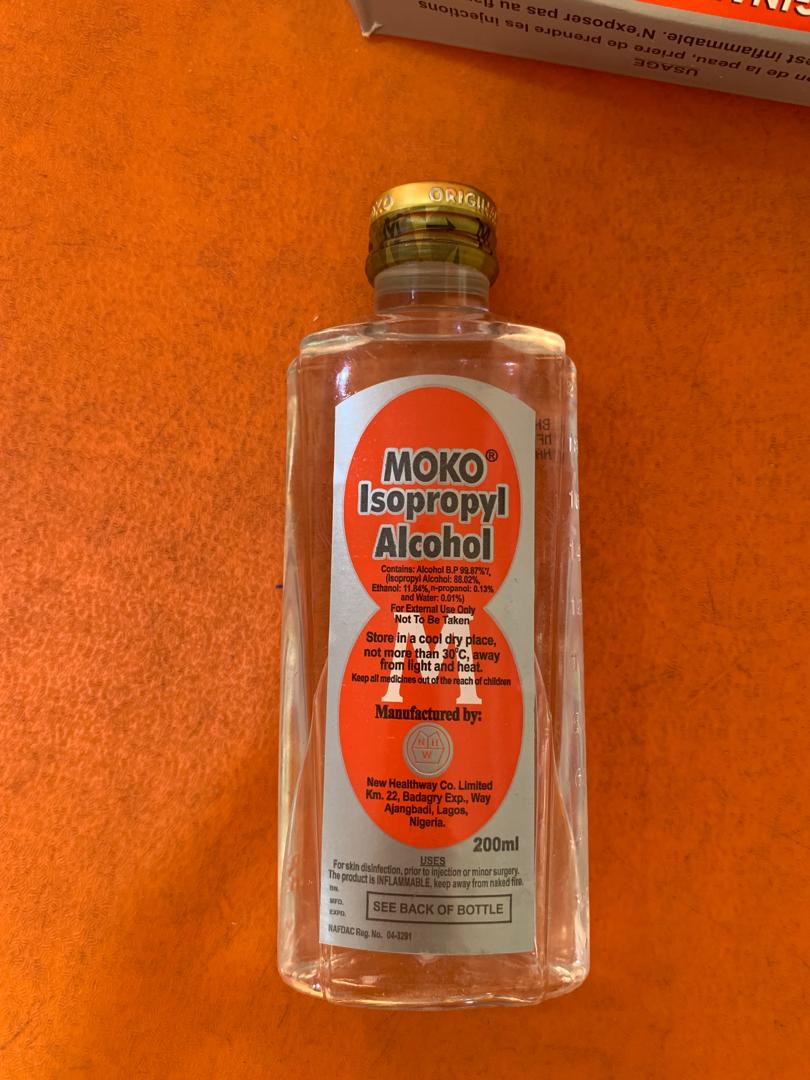 USAGE
n de la peau, priere de prendre les injections
est inflammable. N'exposer pas au
ORIGINA
MOKO®
Isopropyl
Alcohol
Contains: Alcohol B.P 99.87%
(Isopropyl Alcohol: 88.02%,
Ethanol: 11.84%, n-propanol: 0.13%
and Water: 0.01%)
For External Use Only
Not To Be Taken
M
Store in a cool dry place,
not more than 30°C, away
from light and heat.
Keep all medicines out of the reach of children
Manufactured by:
N H
W
New Healthway Co. Limited
Km. 22, Badagry Exp., Way
Ajangbadi, Lagos,
Nigeria.
200ml
USES
For skin disinfection, prior to injection or minor surgery.
The product is INFLAMMABLE, keep away from naked fire.
BN.
MFD.
EXPD.
SEE BACK OF BOTTLE
NAFDAC Reg. No. 04-3291